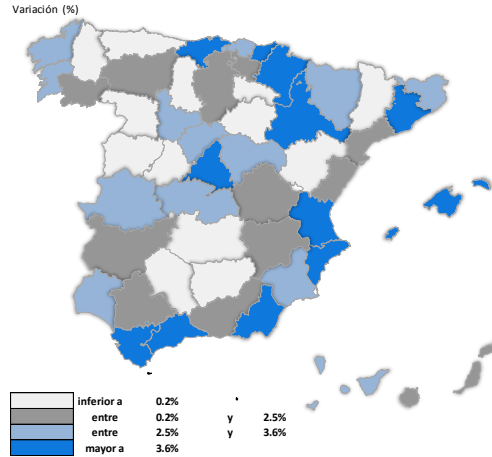 Variación (%)
inferior a 0.2%
entre 0.2% y 2.5%
entre 2.5% y 3.6%
mayor a 3.6%